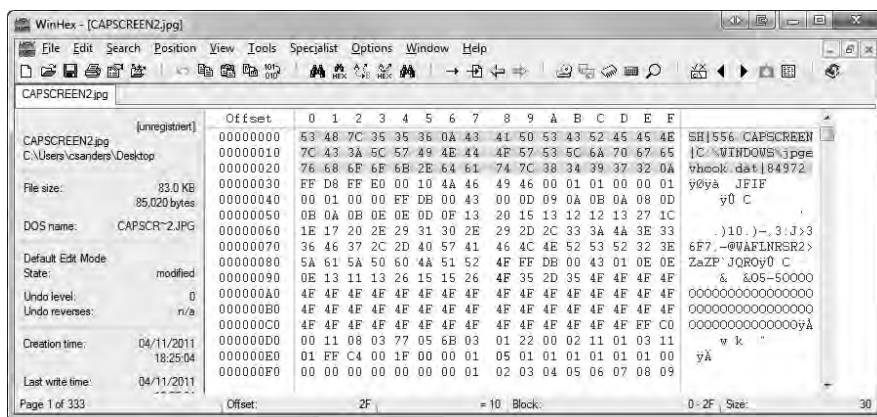 WinHex - [CAPSCREEN2.jpg]
File Edit Search Position View Tools Specialist Options Window Help
CAPSCREEN2.jpg
[unregistriert]
CAPSCREEN2.jpg
C:\Users\csanders\Desktop
File size: 83.0 KB
85,020 bytes
DOS name: CAPSCR~2.JPG
Default Edit Mode
State: modified
Undo level: 0
Undo reverses: n/a
Creation time: 04/11/2011
18:25:04
Last write time: 04/11/2011
Offset 0 1 2 3 4 5 6 7 8 9 A B C D E F
00000000 53 48 7C 35 35 36 0A 43 41 50 53 43 52 45 45 4E SH|556 CAPSCREEN
00000010 7C 43 3A 5C 57 49 4E 44 4F 57 53 5C 6A 70 67 65 |C:\WINDOWS\jpge
00000020 76 68 6F 6F 6B 2E 64 61 74 7C 38 34 39 37 32 0A vhook.dat|84972
00000030 FF D8 FF E0 00 10 4A 46 49 46 00 01 01 00 00 01 ÿØÿà JFIF
00000040 00 01 00 00 FF DB 00 43 00 0D 09 0A 0B 0A 08 0D ÿÛ C
00000050 0B 0A 0B 0E 0E 0D 0F 13 20 15 13 12 12 13 27 1C '
00000060 1E 17 20 2E 29 31 30 2E 29 2D 2C 33 3A 4A 3E 33 .)10.)-,3:J>3
00000070 36 46 37 2C 2D 40 57 41 46 4C 4E 52 53 52 32 3E 6F7,-@WAFLNRSR2>
00000080 5A 61 5A 50 60 4A 51 52 4F FF DB 00 43 01 0E 0E ZaZP`JQROÿÛ C
00000090 0E 13 11 13 26 15 15 26 4F 35 2D 35 4F 4F 4F 4F & &O5-5OOOO
000000A0 4F 4F 4F 4F 4F 4F 4F 4F 4F 4F 4F 4F 4F 4F 4F 4F OOOOOOOOOOOOOOOO
000000B0 4F 4F 4F 4F 4F 4F 4F 4F 4F 4F 4F 4F 4F 4F 4F 4F OOOOOOOOOOOOOOOO
000000C0 4F 4F 4F 4F 4F 4F 4F 4F 4F 4F 4F 4F 4F 4F FF C0 OOOOOOOOOOOOOOÿÀ
000000D0 00 11 08 03 77 05 6B 03 01 22 00 02 11 01 03 11 w k "
000000E0 01 FF C4 00 1F 00 00 01 05 01 01 01 01 01 01 00 ÿÄ
000000F0 00 00 00 00 00 00 00 01 02 03 04 05 06 07 08 09
Page 1 of 333 Offset: 2F = 10 Block: 0 - 2F Size: 30